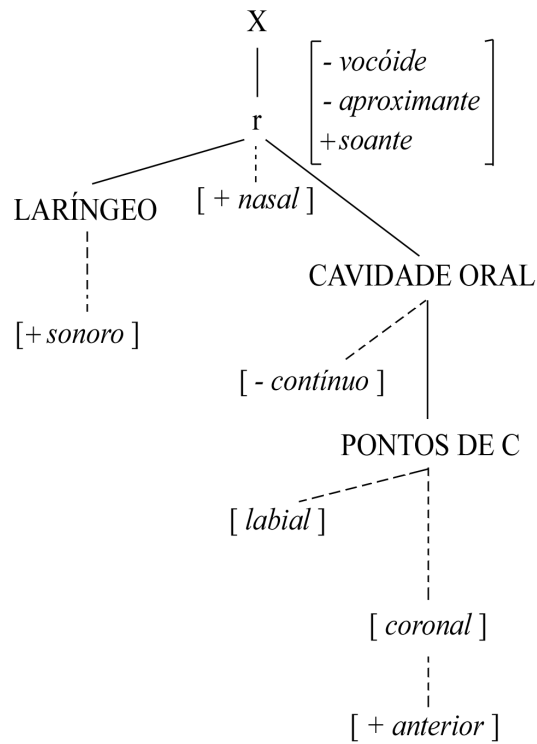 X
- vocóide
- aproximante
+soante
r
LARÍNGEO
[ + nasal ]
CAVIDADE ORAL
[+ sonoro ]
[ - contínuo ]
PONTOS DE C
[ labial ]
[ coronal ]
[ + anterior ]